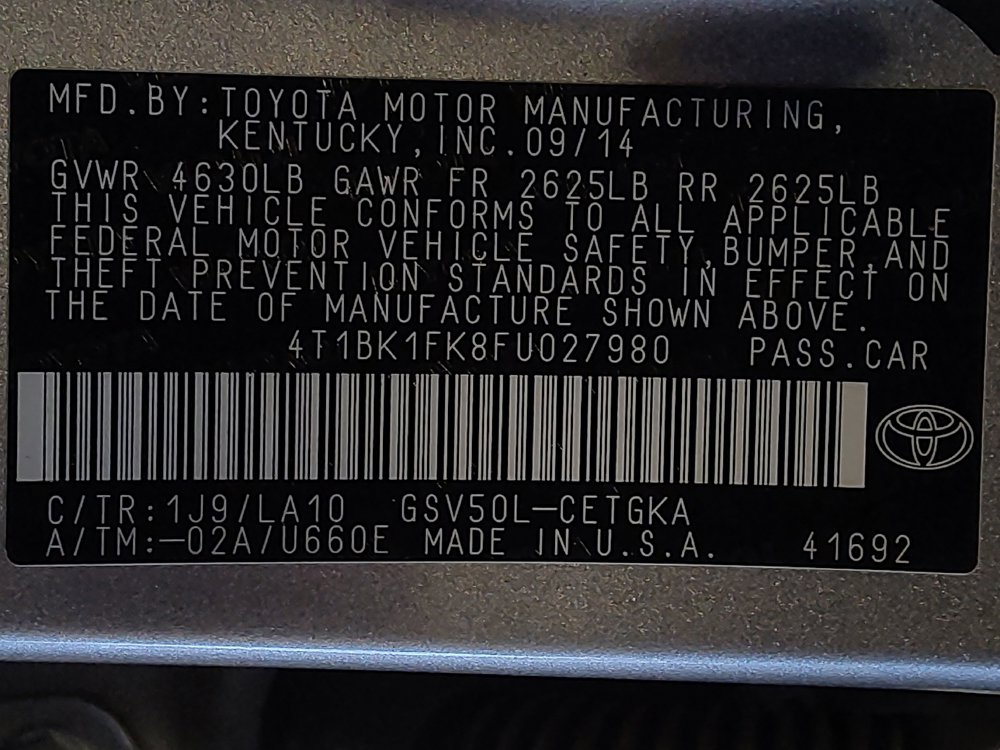 MFD.BY:TOYOTA MOTOR MANUFACTURING,
KENTUCKY,INC.09/14
GVWR 4630LB GAWR FR 2625LB RR 2625LB
THIS VEHICLE CONFORMS TO ALL APPLICABLE
FEDERAL MOTOR VEHICLE SAFETY,BUMPER,AND
THEFT PREVENTION STANDARDS IN EFFECT ON
THE DATE OF MANUFACTURE SHOWN ABOVE.
4T1BK1FK8FU027980 PASS.CAR
C/TR:1J9/LA10 GSV50L-CETGKA
A/TM:-02A/U660E MADE IN U.S.A. 41692